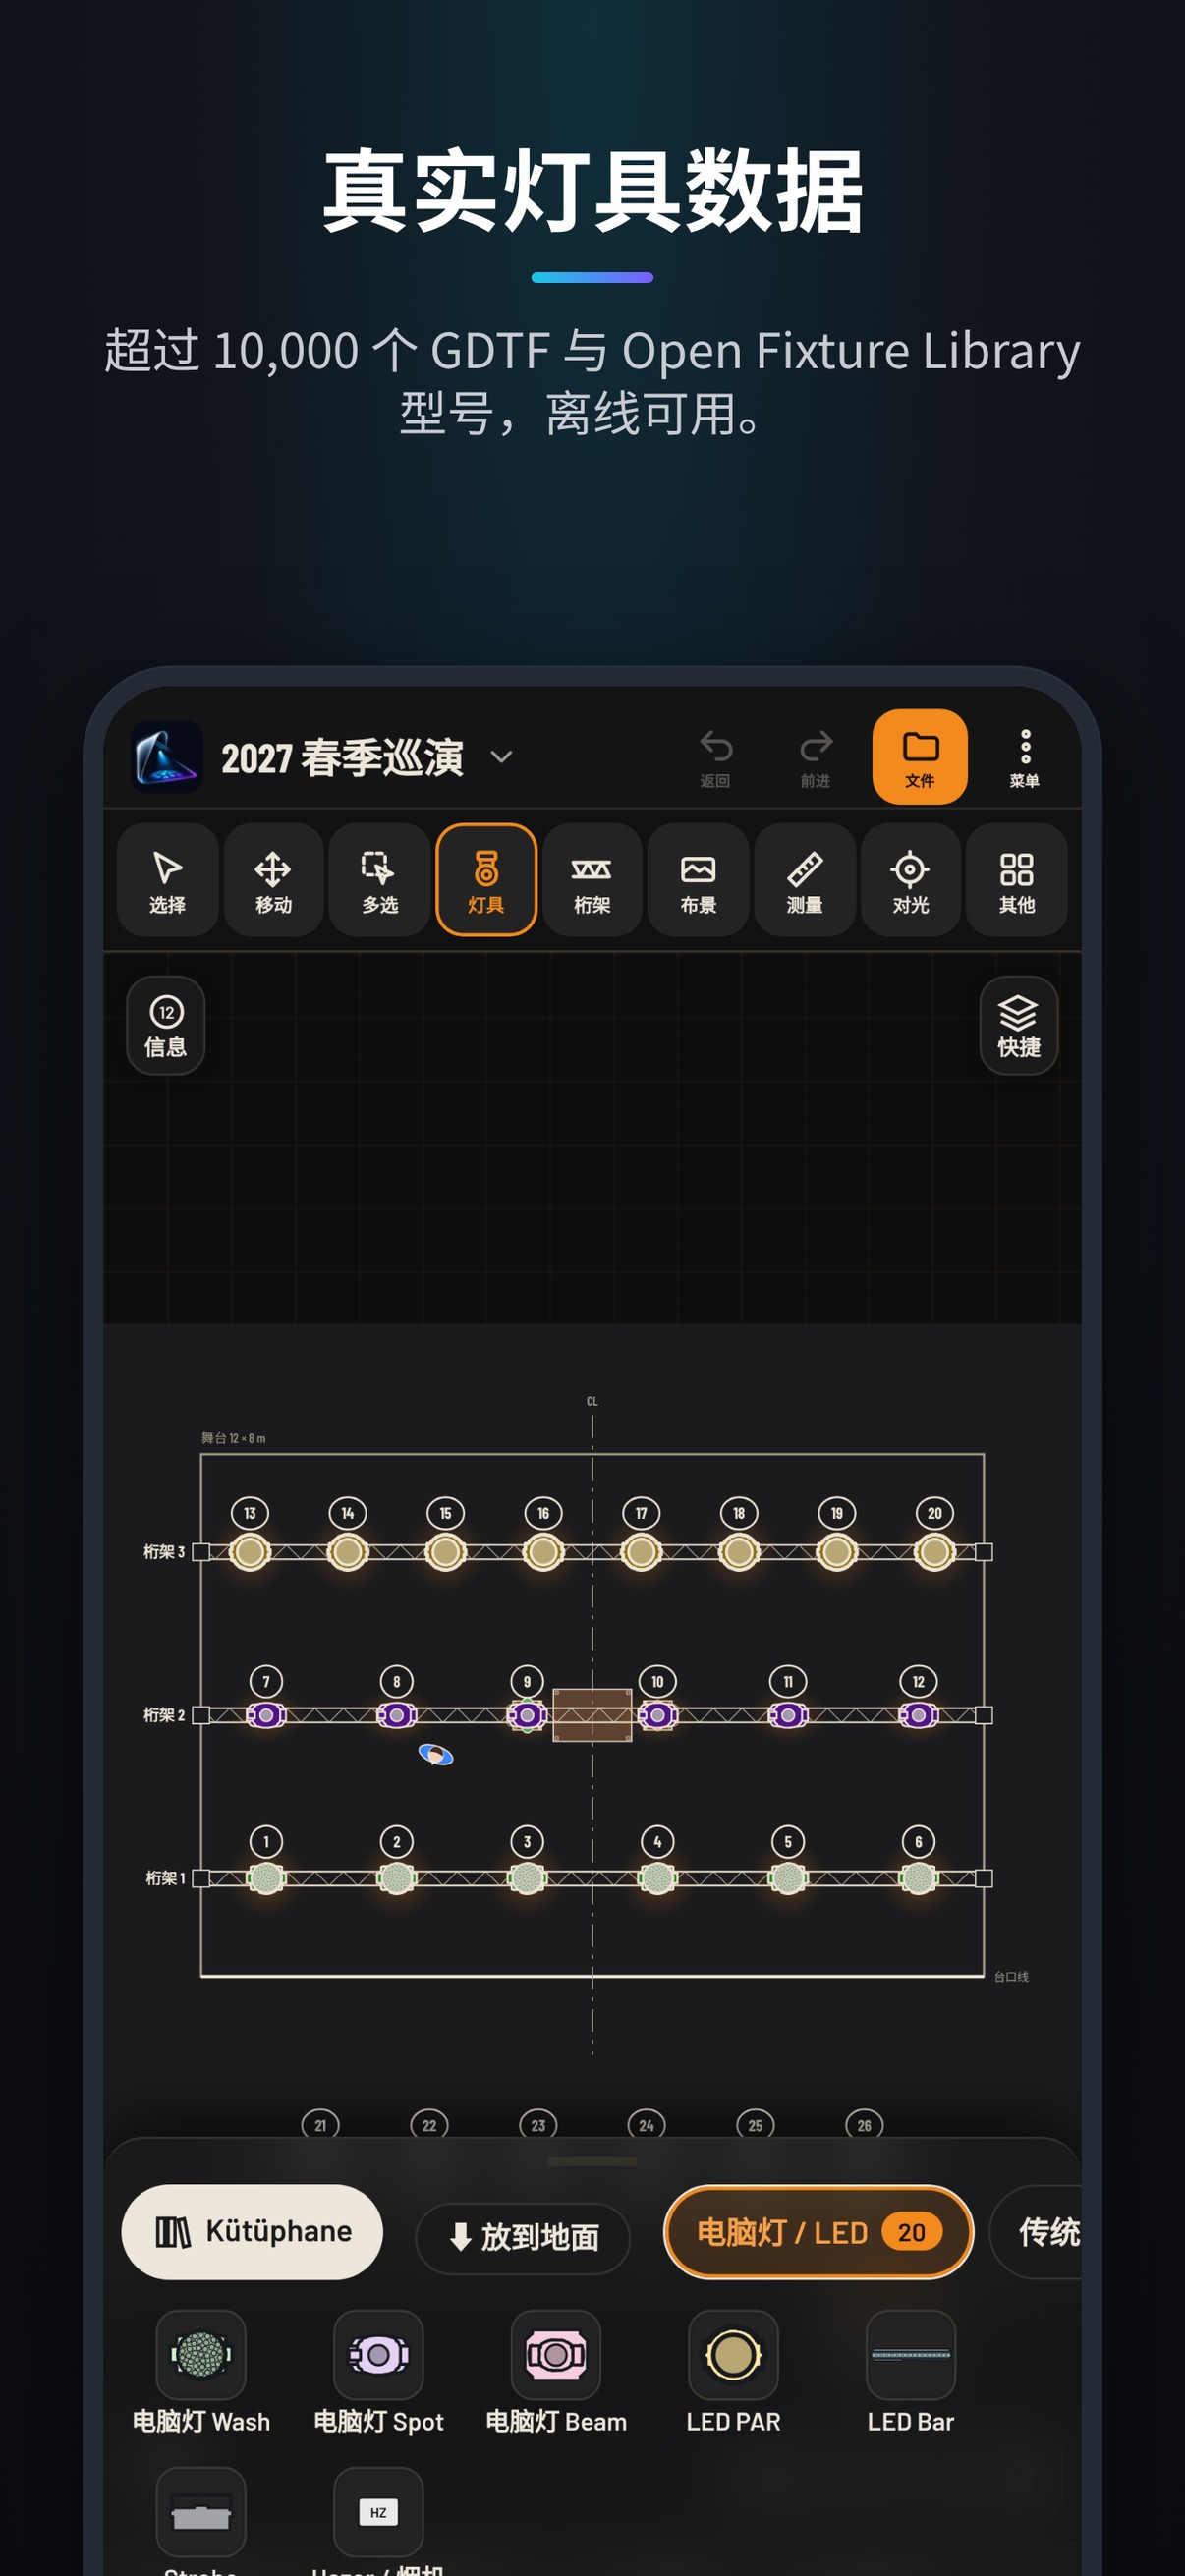 真实灯具数据
超过 10,000 个 GDTF 与 Open Fixture Library
型号，离线可用。
2027 春季巡演
返回
前进
文件
菜单
选择
移动
多选
灯具
桁架
布景
测量
对光
其他
12
信息
快捷
CL
舞台 12 × 8 m
13 14 15 16 17 18 19 20
桁架 3
7 8 9 10 11 12
桁架 2
1 2 3 4 5 6
桁架 1
台口线
21 22 23 24 25 26
Kütüphane
放到地面
电脑灯 / LED 20
传统
电脑灯 Wash
电脑灯 Spot
电脑灯 Beam
LED PAR
LED Bar
HZ
Strobe
Hazer / 烟机